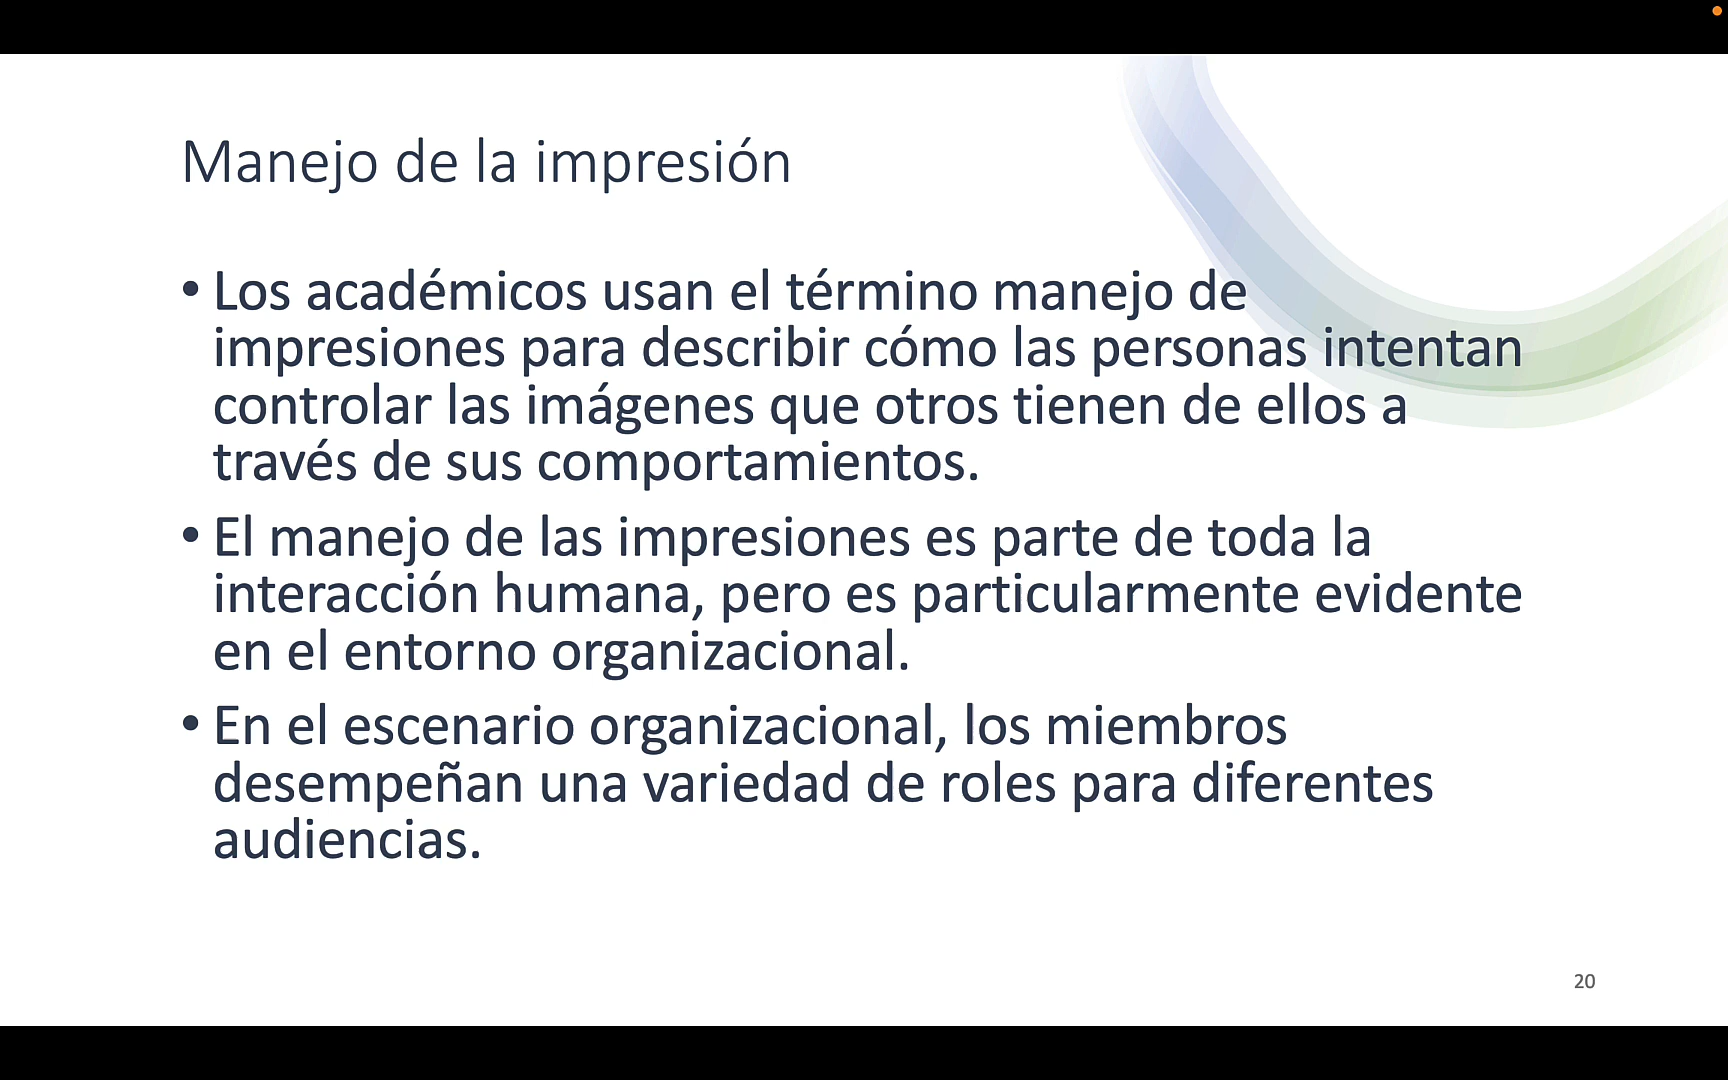 Manejo de la impresión
• Los académicos usan el término manejo de
impresiones para describir cómo las personas intentan
controlar las imágenes que otros tienen de ellos a
través de sus comportamientos.
• El manejo de las impresiones es parte de toda la
interacción humana, pero es particularmente evidente
en el entorno organizacional.
• En el escenario organizacional, los miembros
desempeñan una variedad de roles para diferentes
audiencias.
20